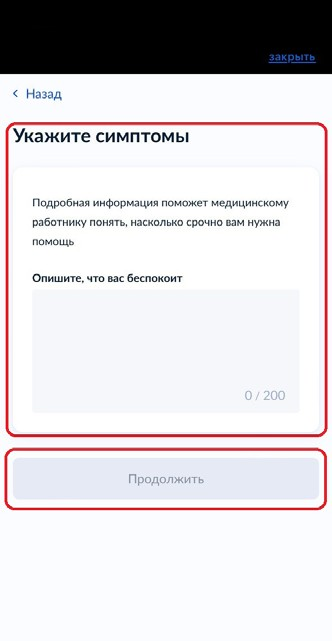 закрыть
Назад
Укажите симптомы
Подробная информация поможет медицинскому
работнику понять, насколько срочно вам нужна
помощь
Опишите, что вас беспокоит
0 / 200
Продолжить